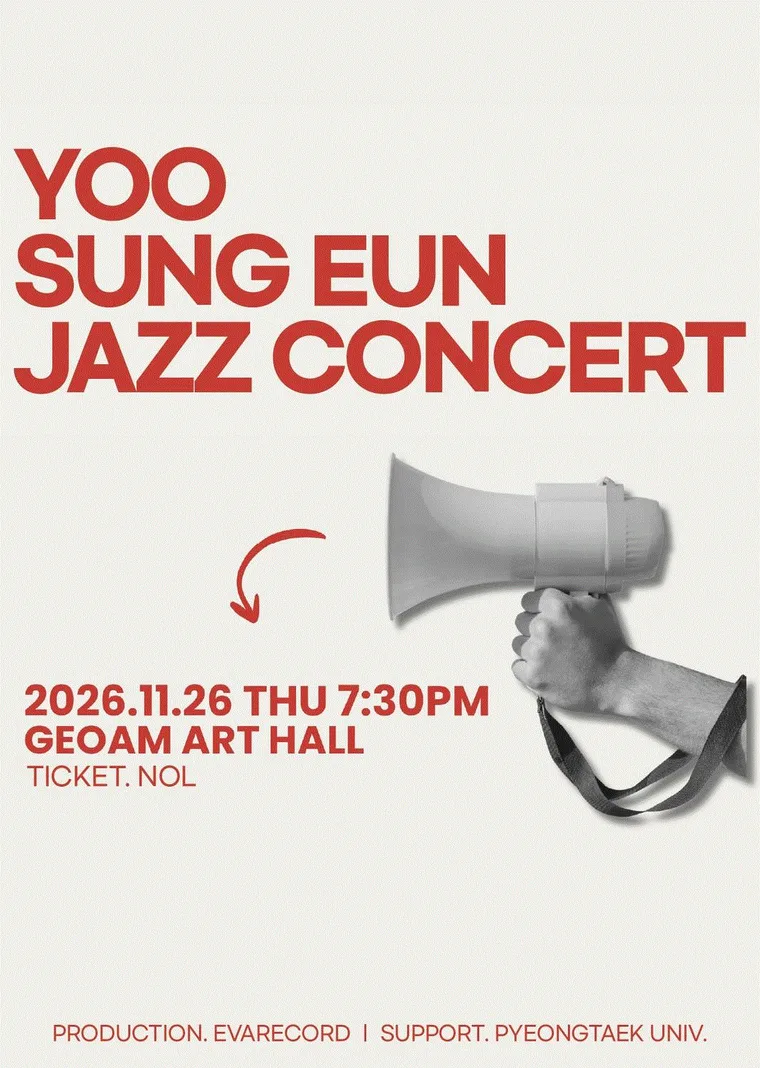 YOO
SUNG EUN
JAZZ CONCERT
2026.11.26 THU 7:30PM
GEOAM ART HALL
TICKET. NOL
PRODUCTION. EVARECORD | SUPPORT. PYEONGTAEK UNIV.